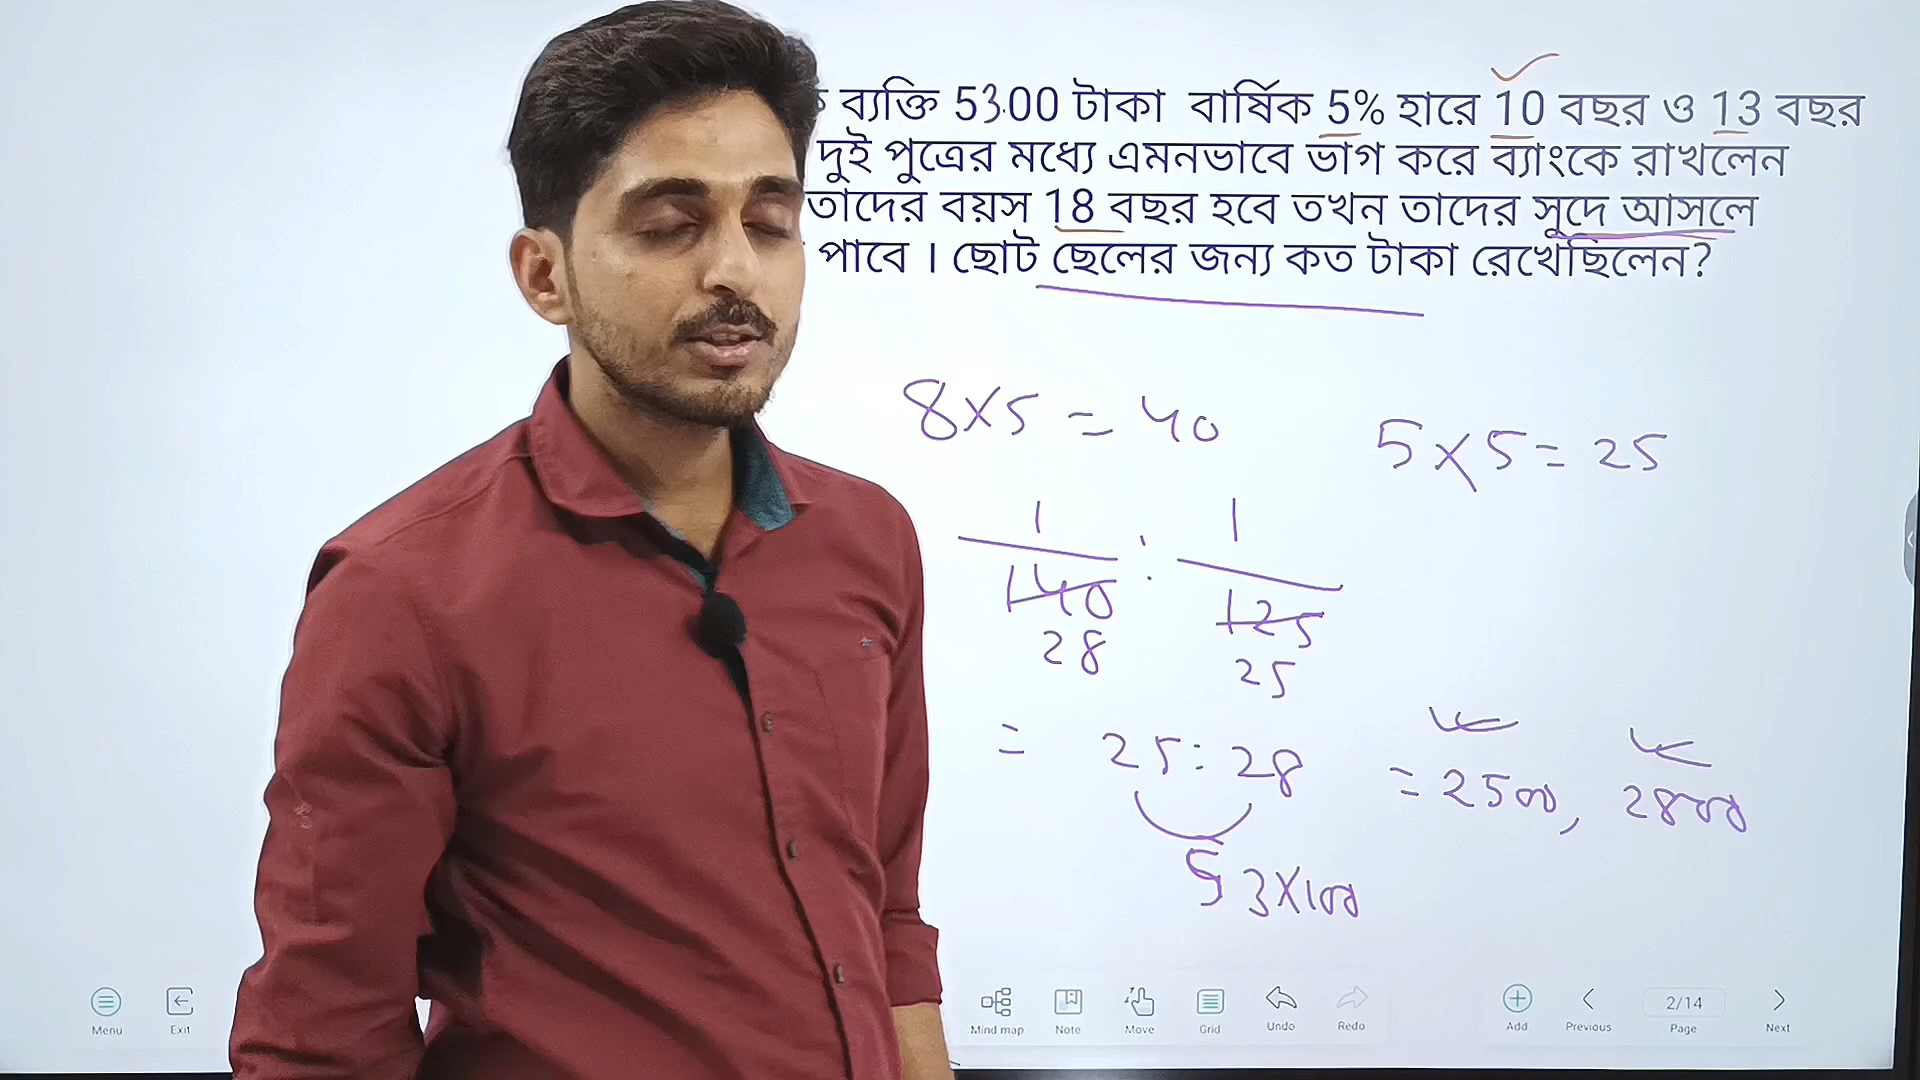 ব্যক্তি 5300 টাকা বার্ষিক 5% হারে 10 বছর ও 13 বছর
দুই পুত্রের মধ্যে এমনভাবে ভাগ করে ব্যাংকে রাখলেন
তাদের বয়স 18 বছর হবে তখন তাদের সুদে আসলে
পাবে । ছোট ছেলের জন্য কত টাকা রেখেছিলেন?
8×5 = 40
5×5 = 25
1 : 1
140 125
28 25
= 25 : 28 = 2500, 2800
53×100
Menu Exit Mind map Note Move Grid Undo Redo Add Previous 2/14 Page Next